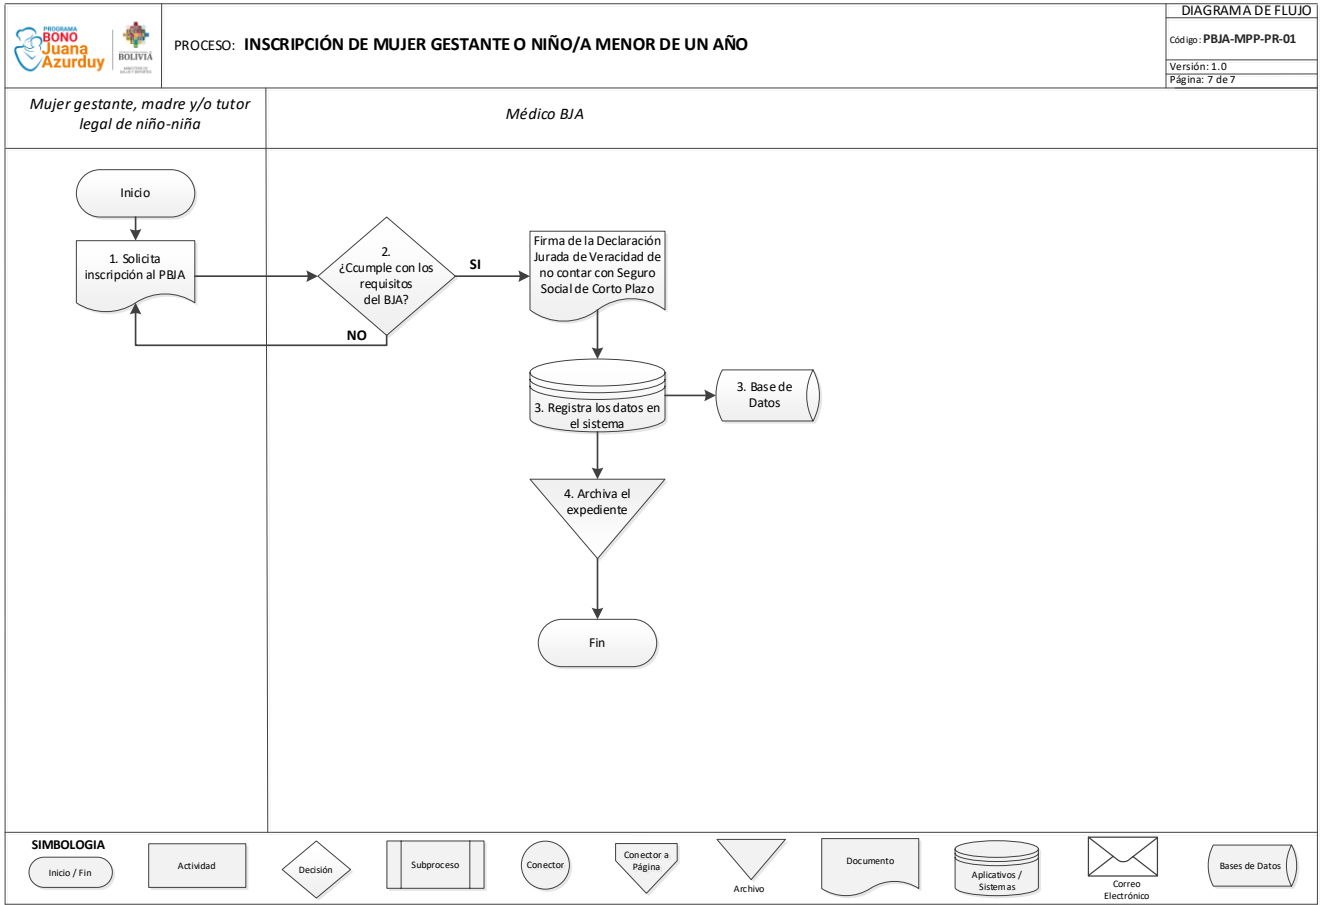 PROGRAMA
BONO
Juana
Azurduy
BOLIVIA
PROCESO: INSCRIPCIÓN DE MUJER GESTANTE O NIÑO/A MENOR DE UN AÑO
DIAGRAMA DE FLUJO
Código: PBJA-MPP-PR-01
Versión: 1.0
Página: 7 de 7
Mujer gestante, madre y/o tutor
legal de niño-niña
Médico BJA
Inicio
1. Solicita
inscripción al PBJA
2.
¿Ccumple con los
requisitos
del BJA?
SI
NO
Firma de la Declaración
Jurada de Veracidad de
no contar con Seguro
Social de Corto Plazo
3. Registra los datos en
el sistema
3. Base de
Datos
4. Archiva el
expediente
Fin
SIMBOLOGIA
Inicio / Fin
Actividad
Decisión
Subproceso
Conector
Conector a
Página
Archivo
Documento
Aplicativos /
Sistemas
Correo
Electrónico
Bases de Datos